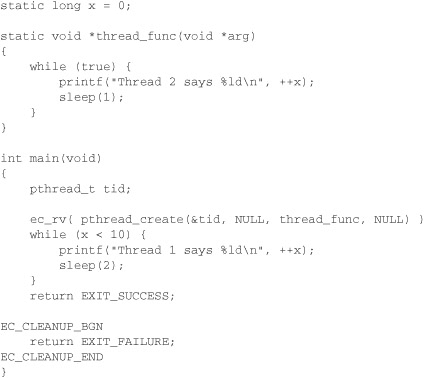 static long x = 0;

static void *thread_func(void *arg)
{
    while (true) {
        printf("Thread 2 says %ld\n", ++x);
        sleep(1);
    }
}

int main(void)
{
    pthread_t tid;

    ec_rv( pthread_create(&tid, NULL, thread_func, NULL) )
    while (x < 10) {
        printf("Thread 1 says %ld\n", ++x);
        sleep(2);
    }
    return EXIT_SUCCESS;

EC_CLEANUP_BGN
    return EXIT_FAILURE;
EC_CLEANUP_END
}